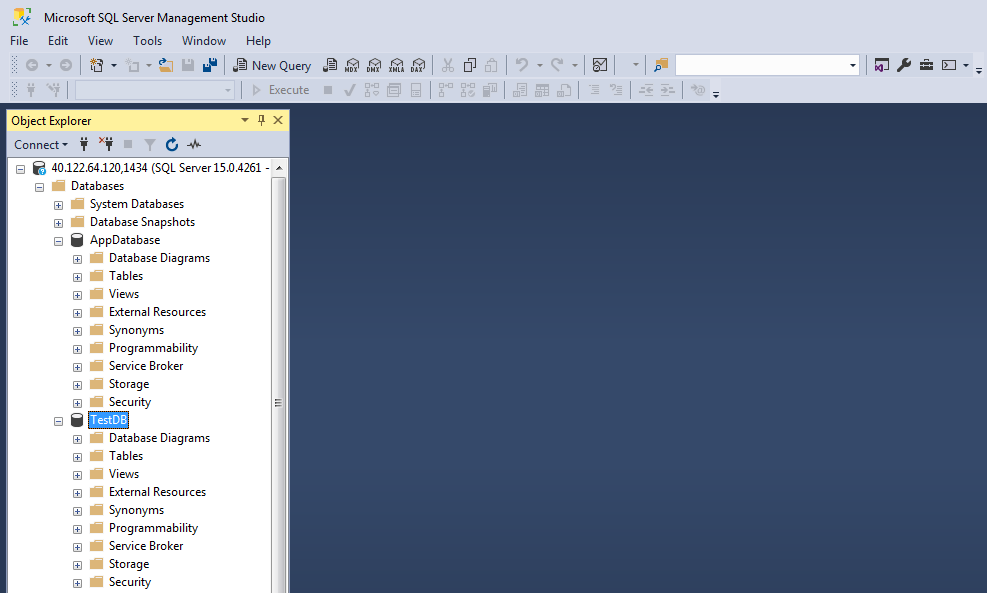 Microsoft SQL Server Management Studio
File Edit View Tools Window Help
New Query MDX DMX XMLA DAX
Execute
Object Explorer
Connect
40.122.64.120,1434 (SQL Server 15.0.4261 -
Databases
System Databases
Database Snapshots
AppDatabase
Database Diagrams
Tables
Views
External Resources
Synonyms
Programmability
Service Broker
Storage
Security
TestDB
Database Diagrams
Tables
Views
External Resources
Synonyms
Programmability
Service Broker
Storage
Security